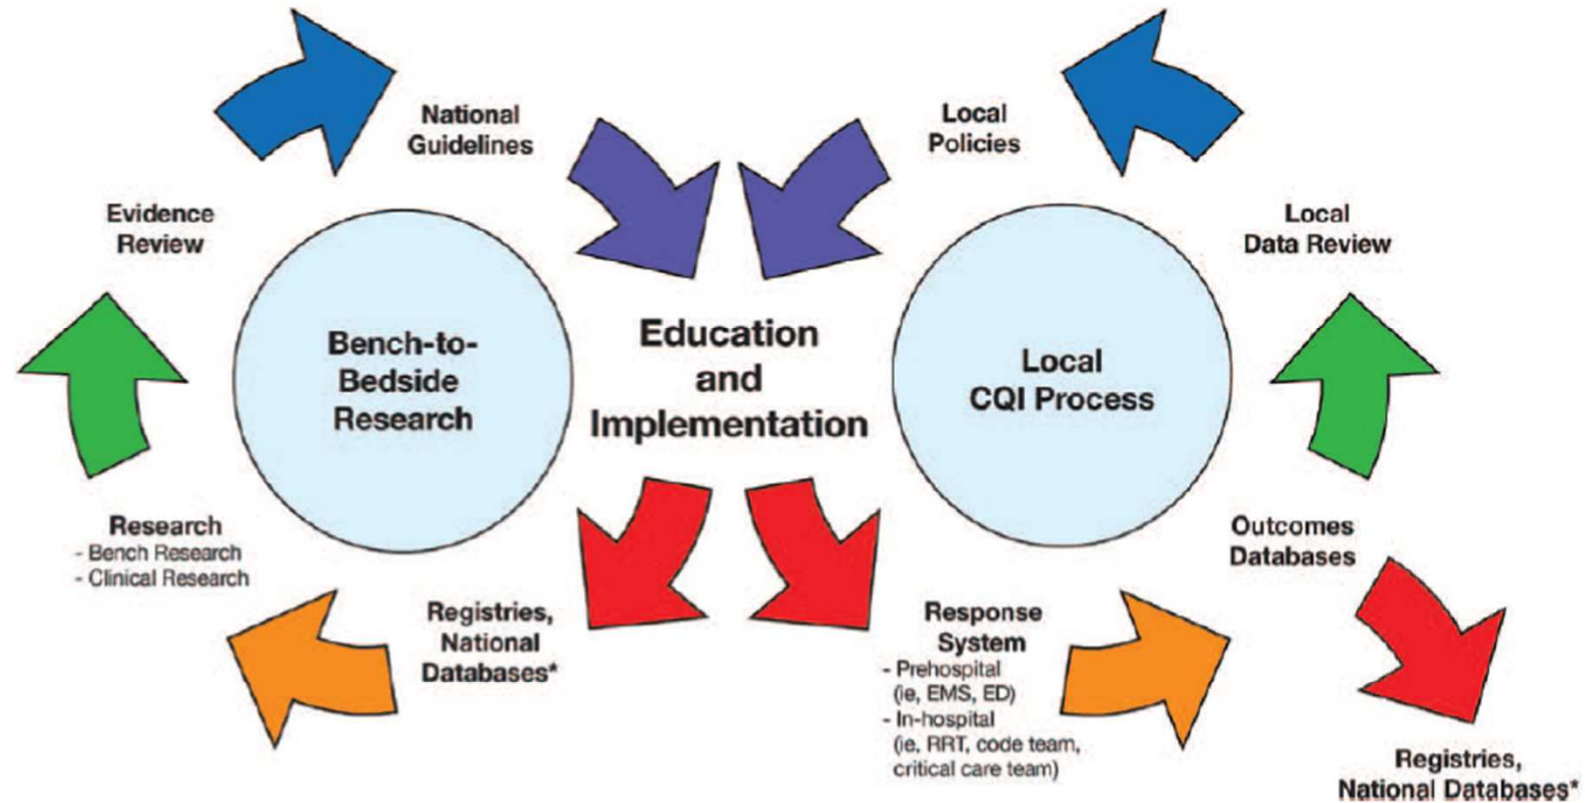 National
Guidelines
Local
Policies
Evidence
Review
Local
Data Review
Bench-to-
Bedside
Research
Education
and
Implementation
Local
CQI Process
Research
- Bench Research
- Clinical Research
Registries,
National
Databases*
Response
System
- Prehospital
(ie, EMS, ED)
- In-hospital
(ie, RRT, code team,
critical care team)
Outcomes
Databases
Registries,
National Databases*